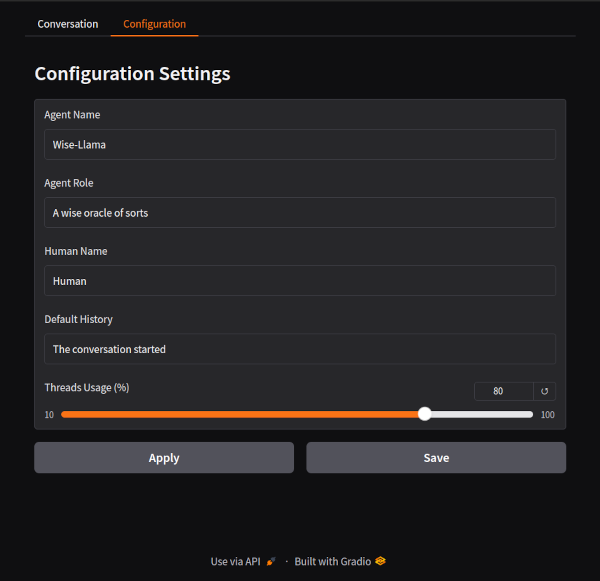 Conversation Configuration
Configuration Settings
Agent Name
Wise-Llama
Agent Role
A wise oracle of sorts
Human Name
Human
Default History
The conversation started
Threads Usage (%) 80 ↺
10 100
Apply Save
Use via API · Built with Gradio